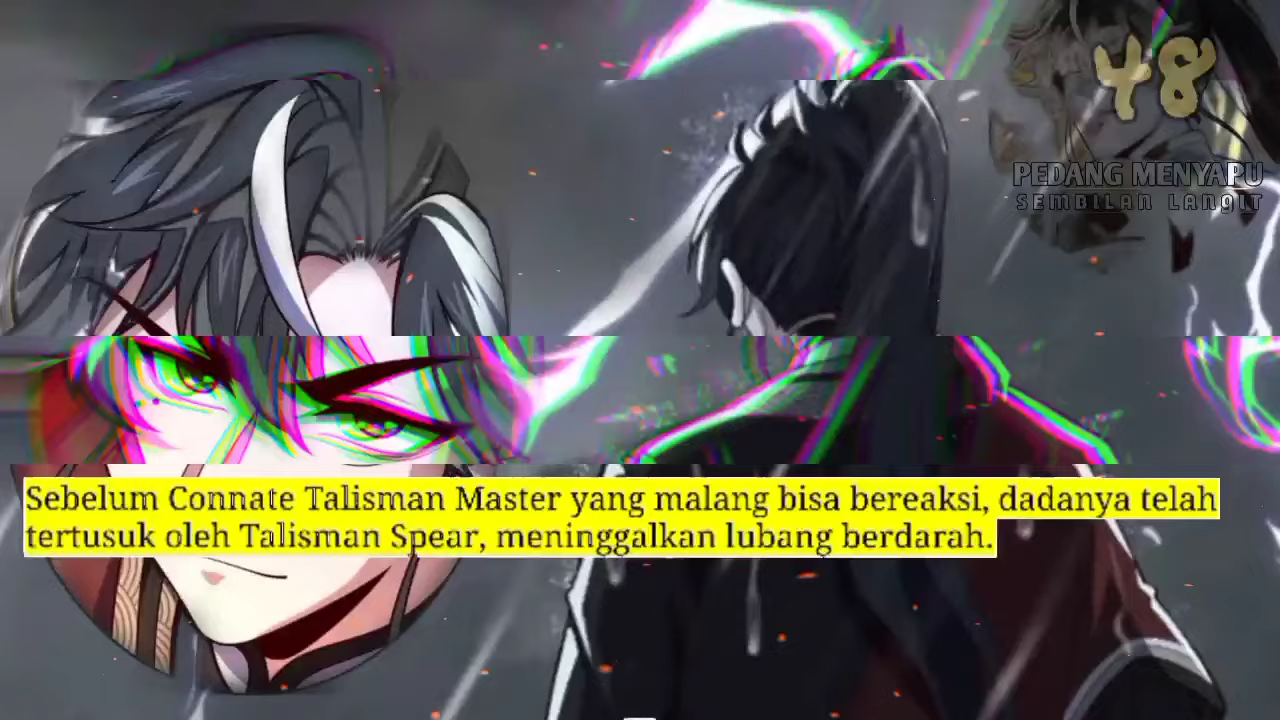 48
PEDANG MENYAPU
SEMBILAN LANGIT
Sebelum Connate Talisman Master yang malang bisa bereaksi, dadanya telah
tertusuk oleh Talisman Spear, meninggalkan lubang berdarah.